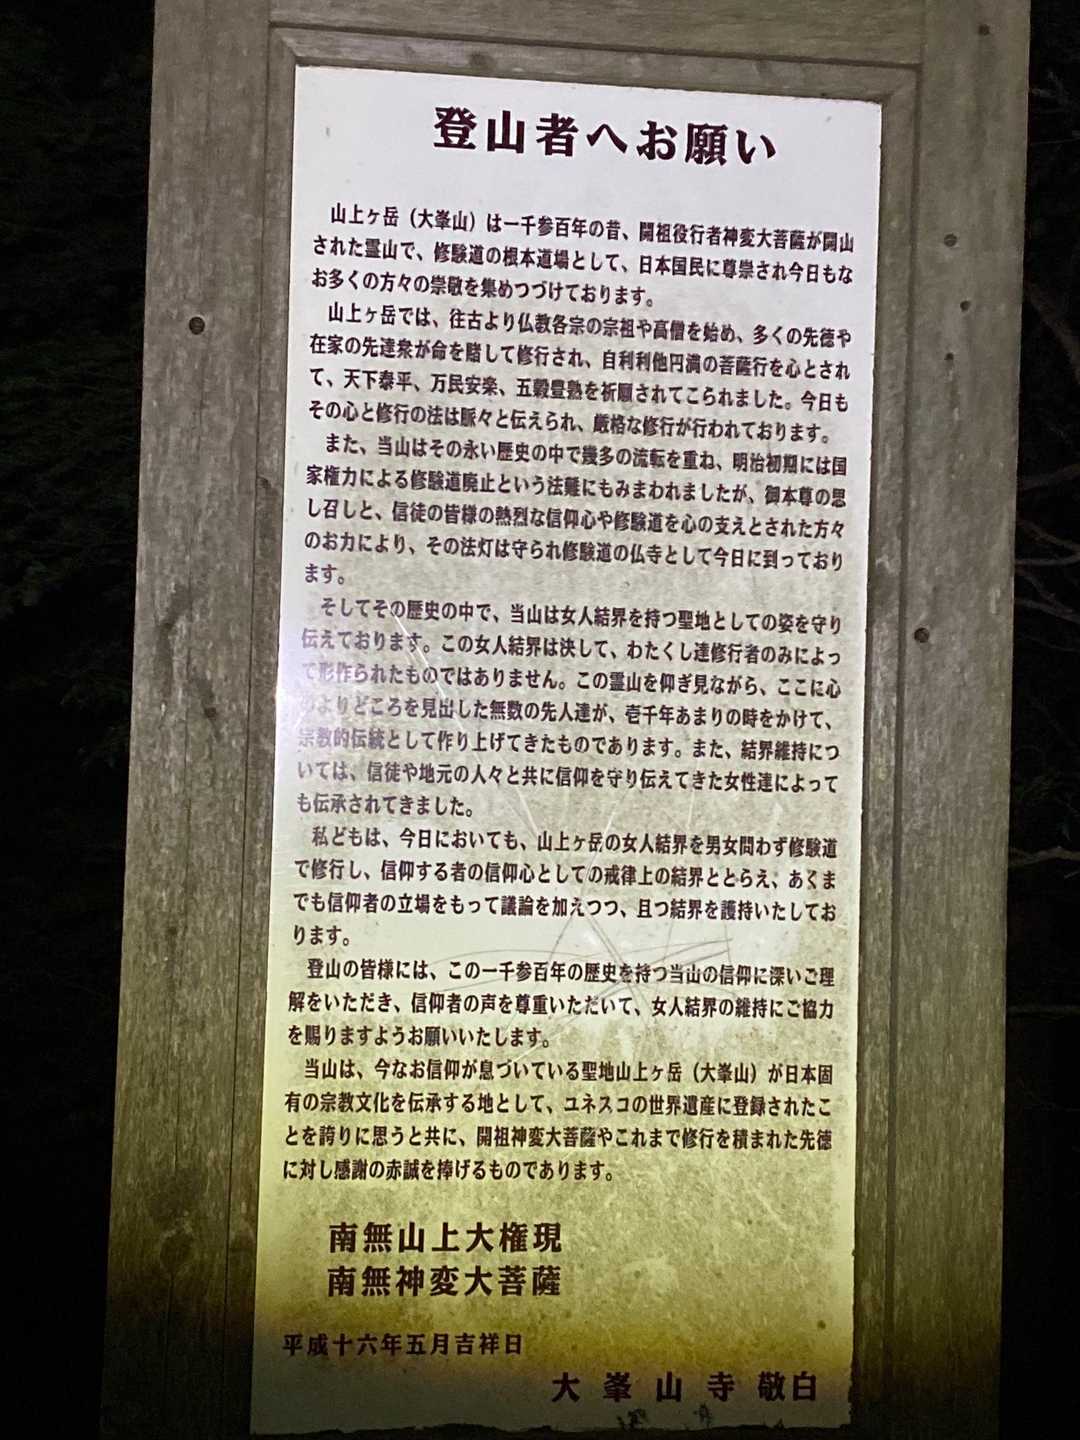 登山者へお願い
山上ヶ岳（大峯山）は一千参百年の昔、開祖役行者神変大菩薩が開山
された霊山で、修験道の根本道場として、日本国民に尊崇され今日もな
お多くの方々の崇敬を集めつづけております。
山上ヶ岳では、往古より仏教各宗の宗祖や高僧を始め、多くの先徳や
在家の先達衆が命を賭して修行され、自利利他円満の菩薩行を心とされ
て、天下泰平、万民安楽、五穀豊熟を祈願されてこられました。今日も
その心と修行の法は脈々と伝えられ、厳格な修行が行われております。
また、当山はその永い歴史の中で幾多の流転を重ね、明治初期には国
家権力による修験道廃止という法難にもみまわれましたが、御本尊の思
し召しと、信徒の皆様の熱烈な信仰心や修験道を心の支えとされた方々
のお力により、その法灯は守られ修験道の仏寺として今日に到っており
ます。
そしてその歴史の中で、当山は女人結界を持つ聖地としての姿を守り
伝えております。この女人結界は決して、わたくし達修行者のみによっ
て形作られたものではありません。この霊山を仰ぎ見ながら、ここに心
のよりどころを見出した無数の先人達が、壱千年あまりの時をかけて、
宗教的伝統として作り上げてきたものであります。また、結界維持につ
いては、信徒や地元の人々と共に信仰を守り伝えてきた女性達によって
も伝承されてきました。
私どもは、今日においても、山上ヶ岳の女人結界を男女問わず修験道
で修行し、信仰する者の信仰心としての戒律上の結界ととらえ、あくま
でも信仰者の立場をもって議論を加えつつ、且つ結界を護持いたしてお
ります。
登山の皆様には、この一千参百年の歴史を持つ当山の信仰に深いご理
解をいただき、信仰者の声を尊重いただいて、女人結界の維持にご協力
を賜りますようお願いいたします。
当山は、今なお信仰が息づいている聖地山上ヶ岳（大峯山）が日本固
有の宗教文化を伝承する地として、ユネスコの世界遺産に登録されたこ
とを誇りに思うと共に、開祖神変大菩薩やこれまで修行を積まれた先徳
に対し感謝の赤誠を捧げるものであります。
南無山上大権現
南無神変大菩薩
平成十六年五月吉祥日
大峯山寺 敬白